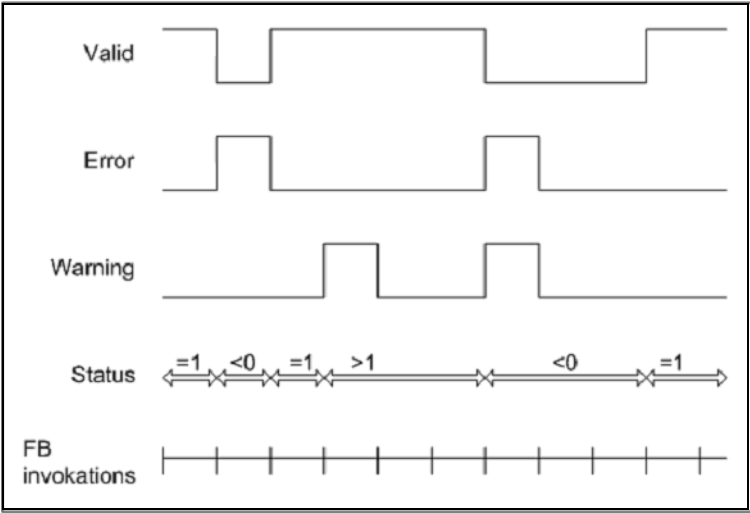 Valid
Error
Warning
Status =1 <0 =1 >1 <0 =1
FB
invokations